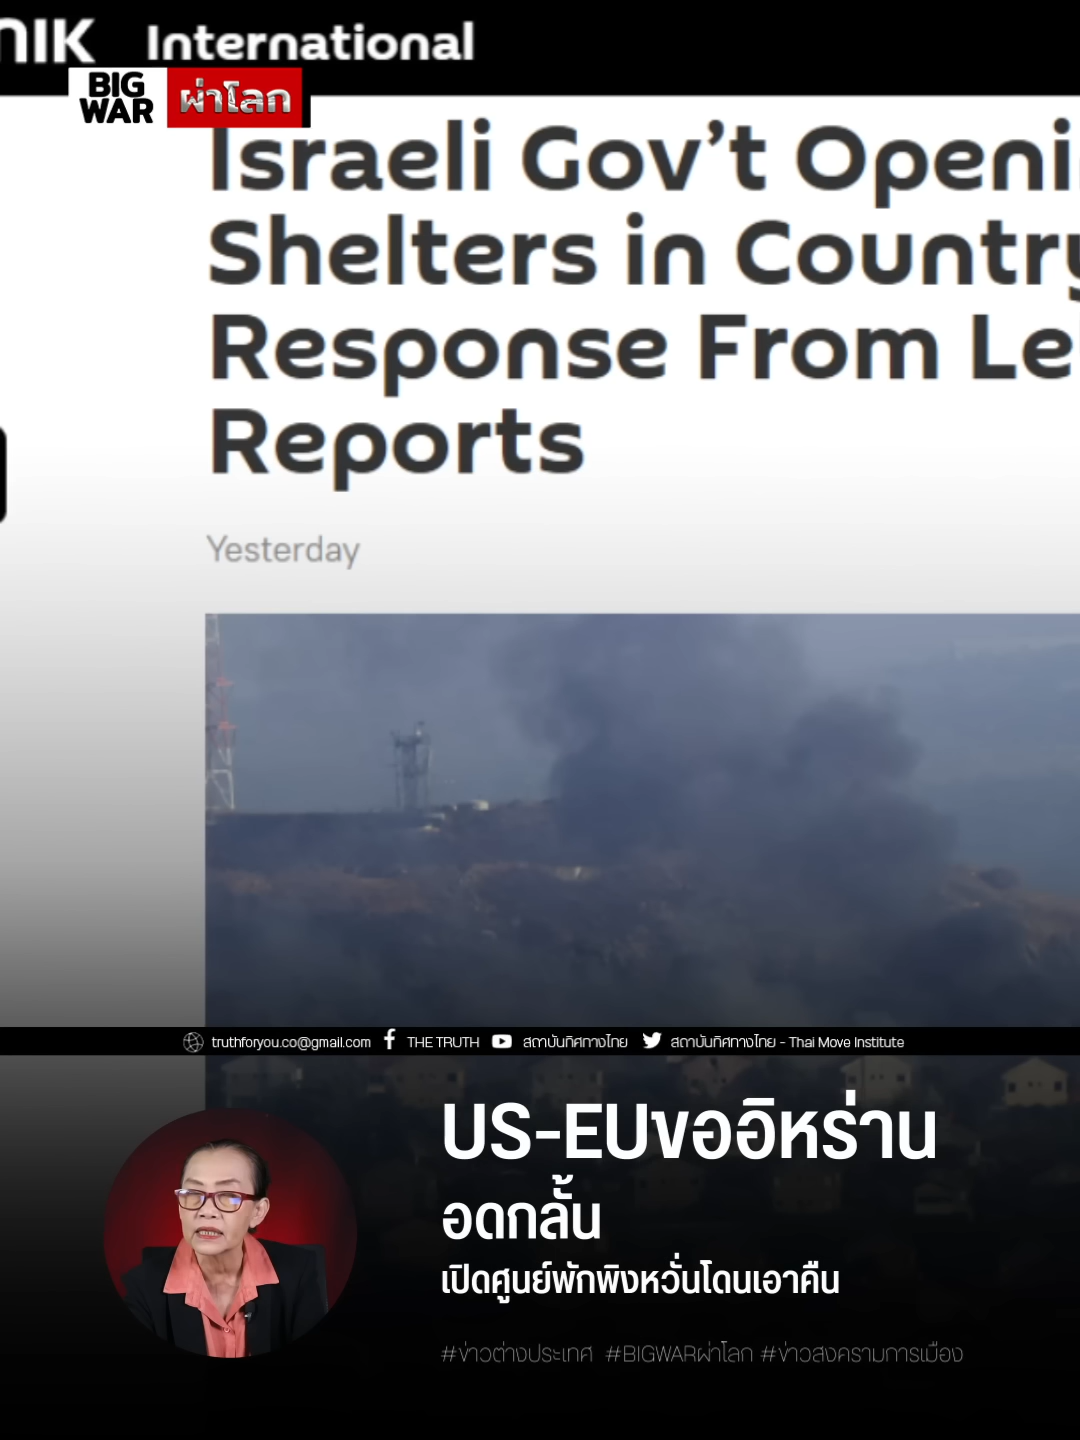 NIK International
BIG
WAR
ผ่าโลก
Israeli Gov't
Shelters in
Response From
Reports
Yesterday
truthforyou.co@gmail.com THE TRUTH สถาบันทิศทางไทย สถาบันทิศทางไทย - Thai Move Institute
US-EUขออิหร่าน
อดกลั้น
เปิดศูนย์พักพิงหวั่นโดนเอาคืน
#ข่าวต่างประเทศ #BIGWARผ่าโลก #ข่าวสงครามการเมือง